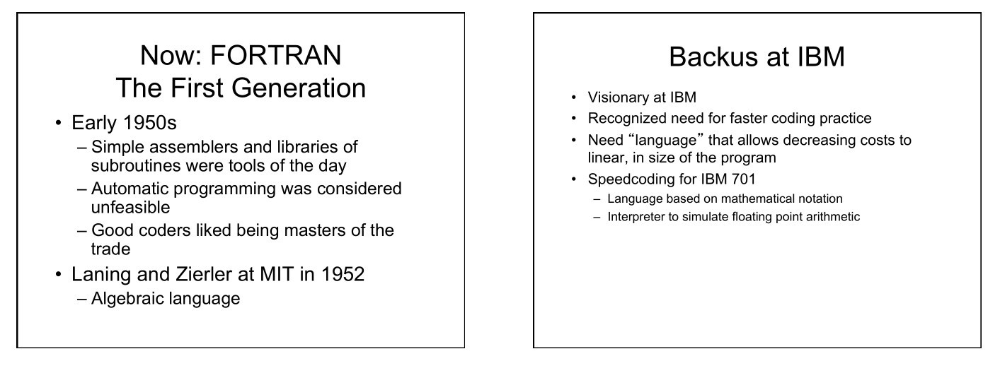 Now: FORTRAN
The First Generation
• Early 1950s
– Simple assemblers and libraries of
subroutines were tools of the day
– Automatic programming was considered
unfeasible
– Good coders liked being masters of the
trade
• Laning and Zierler at MIT in 1952
– Algebraic language
Backus at IBM
• Visionary at IBM
• Recognized need for faster coding practice
• Need “language” that allows decreasing costs to
linear, in size of the program
• Speedcoding for IBM 701
– Language based on mathematical notation
– Interpreter to simulate floating point arithmetic